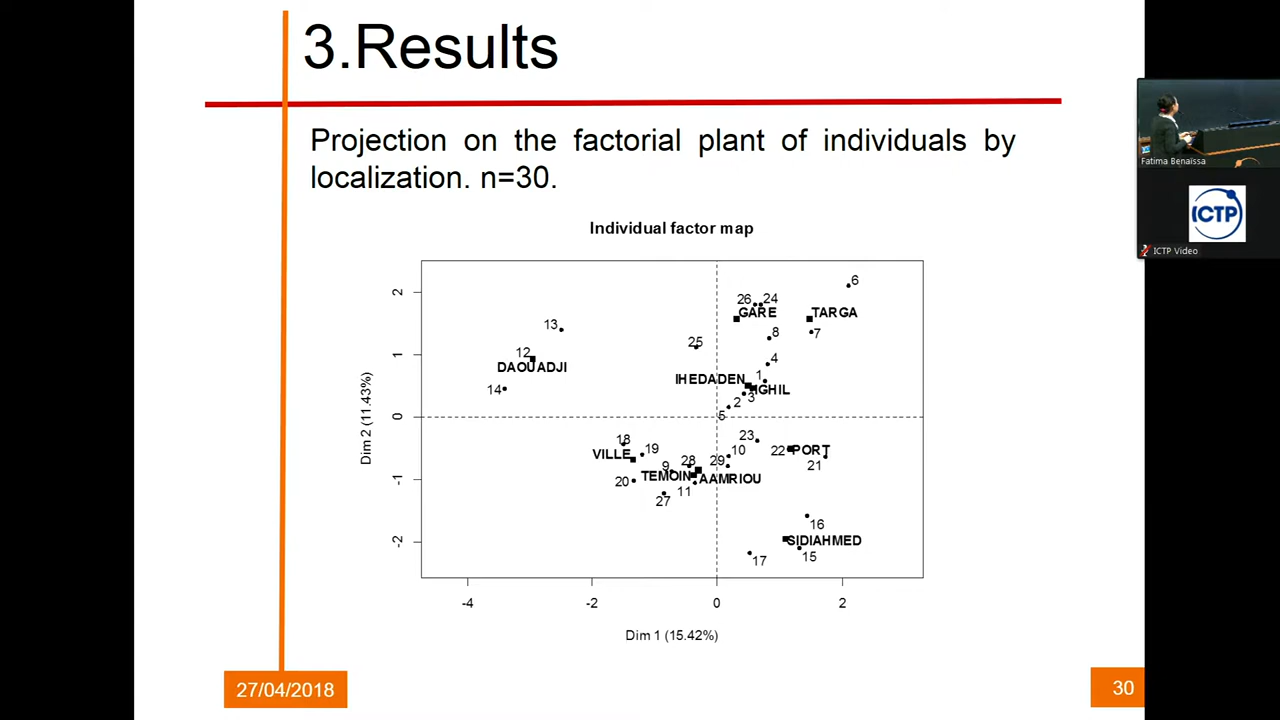 3.Results
Projection on the factorial plant of individuals by
localization. n=30.
Individual factor map
Dim 2 (11.43%)
2
1
0
-1
-2
6
26 24
GARE TARGA
13
8 7
25
12
DAOUADJI
4
1
IHEDADEN
AIGHIL
14
2 3
5
18
23
19
10
22 PORT
VILLE
9 28 29
21
TEMOIN AAMRIOU
20
11
27
16
SIDIAHMED
17 15
-4 -2 0 2
Dim 1 (15.42%)
27/04/2018
30
Fatima Benaïssa
ICTP
ICTP Video